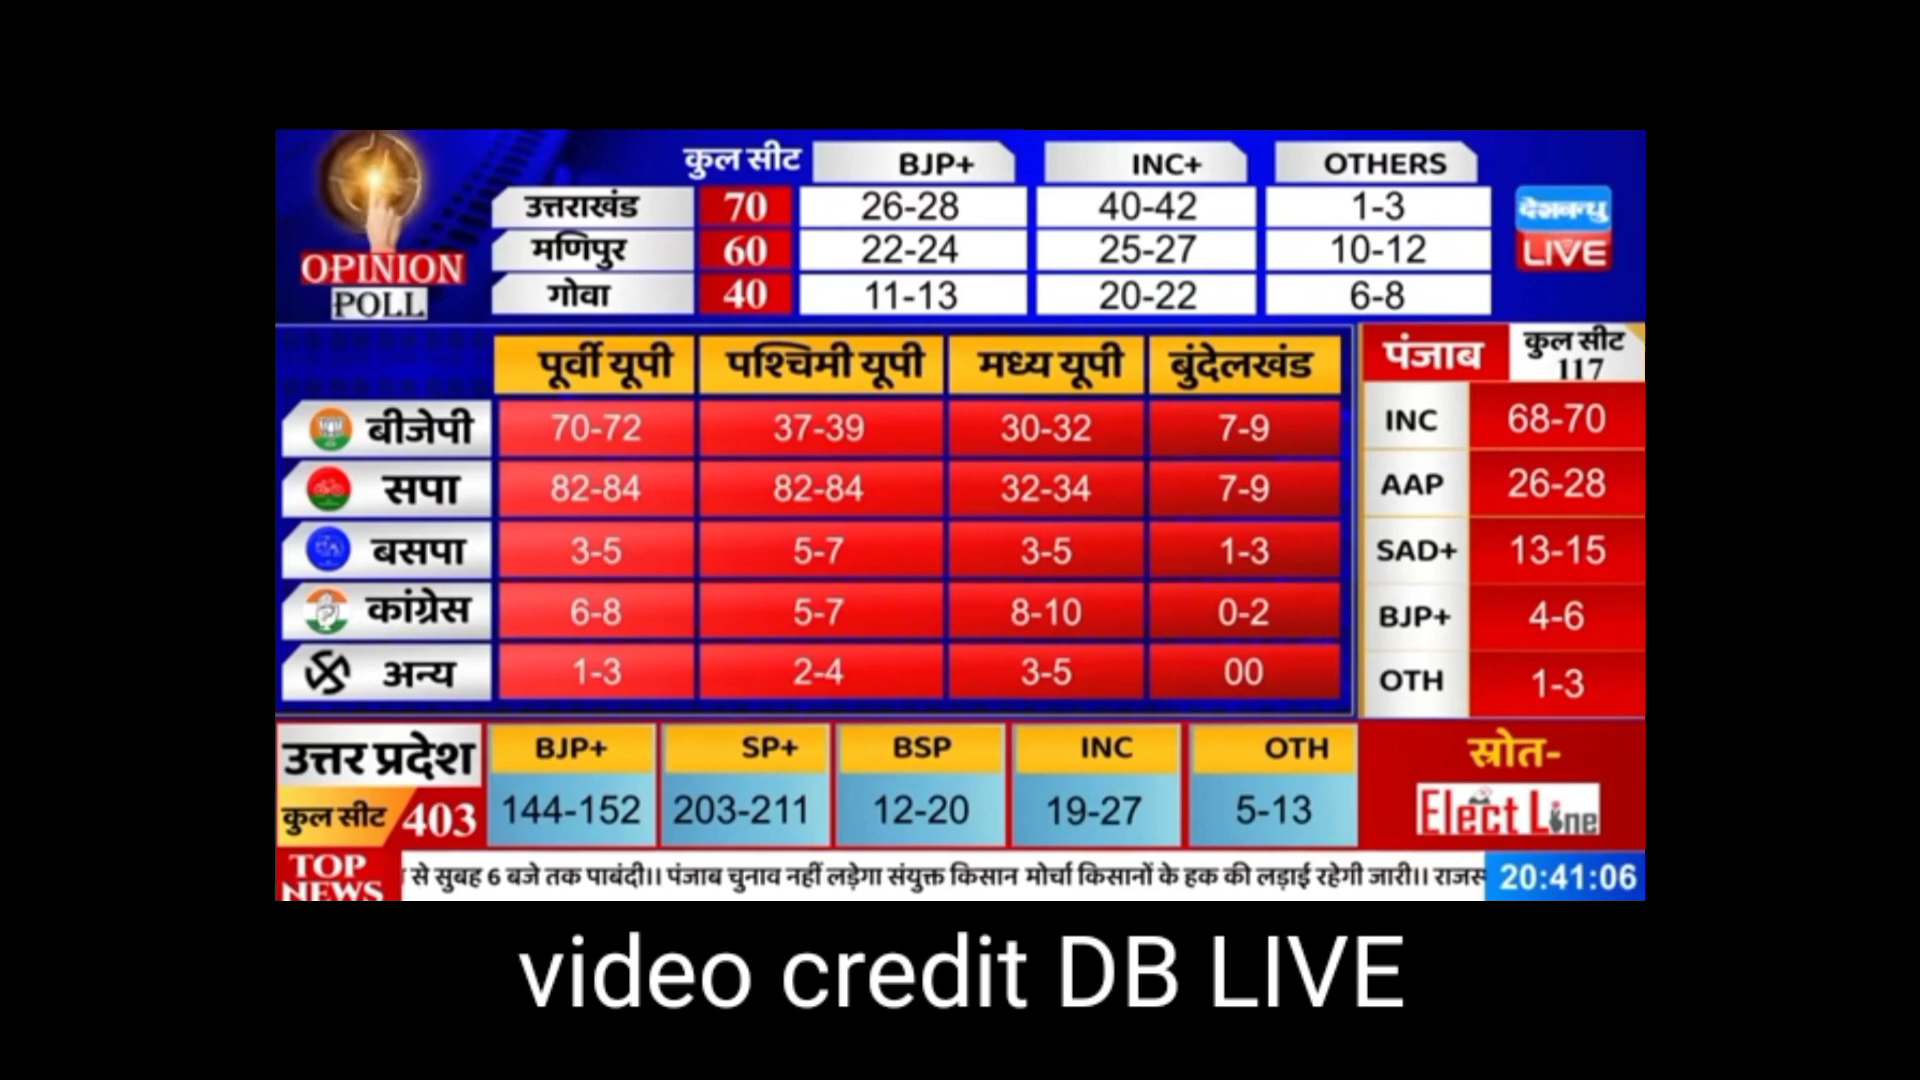 कुल सीट BJP+ INC+ OTHERS
उत्तराखंड 70 26-28 40-42 1-3
मणिपुर 60 22-24 25-27 10-12
गोवा 40 11-13 20-22 6-8
OPINION
POLL
देशबन्धु
LIVE
पूर्वी यूपी पश्चिमी यूपी मध्य यूपी बुंदेलखंड
बीजेपी 70-72 37-39 30-32 7-9
सपा 82-84 82-84 32-34 7-9
बसपा 3-5 5-7 3-5 1-3
कांग्रेस 6-8 5-7 8-10 0-2
अन्य 1-3 2-4 3-5 00
पंजाब कुल सीट 117
INC 68-70
AAP 26-28
SAD+ 13-15
BJP+ 4-6
OTH 1-3
उत्तर प्रदेश BJP+ SP+ BSP INC OTH
कुल सीट 403 144-152 203-211 12-20 19-27 5-13
स्रोत-
Elect Line
TOP NEWS से सुबह 6 बजे तक पाबंदी।। पंजाब चुनाव नहीं लड़ेगा संयुक्त किसान मोर्चा किसानों के हक की लड़ाई रहेगी जारी।। राजस 20:41:06
video credit DB LIVE